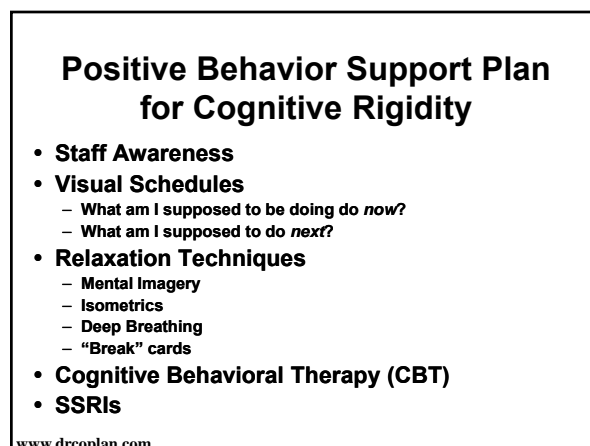 Positive Behavior Support Plan
for Cognitive Rigidity
• Staff Awareness
• Visual Schedules
– What am I supposed to be doing do now?
– What am I supposed to do next?
• Relaxation Techniques
– Mental Imagery
– Isometrics
– Deep Breathing
– “Break” cards
• Cognitive Behavioral Therapy (CBT)
• SSRIs
www.drcoplan.com